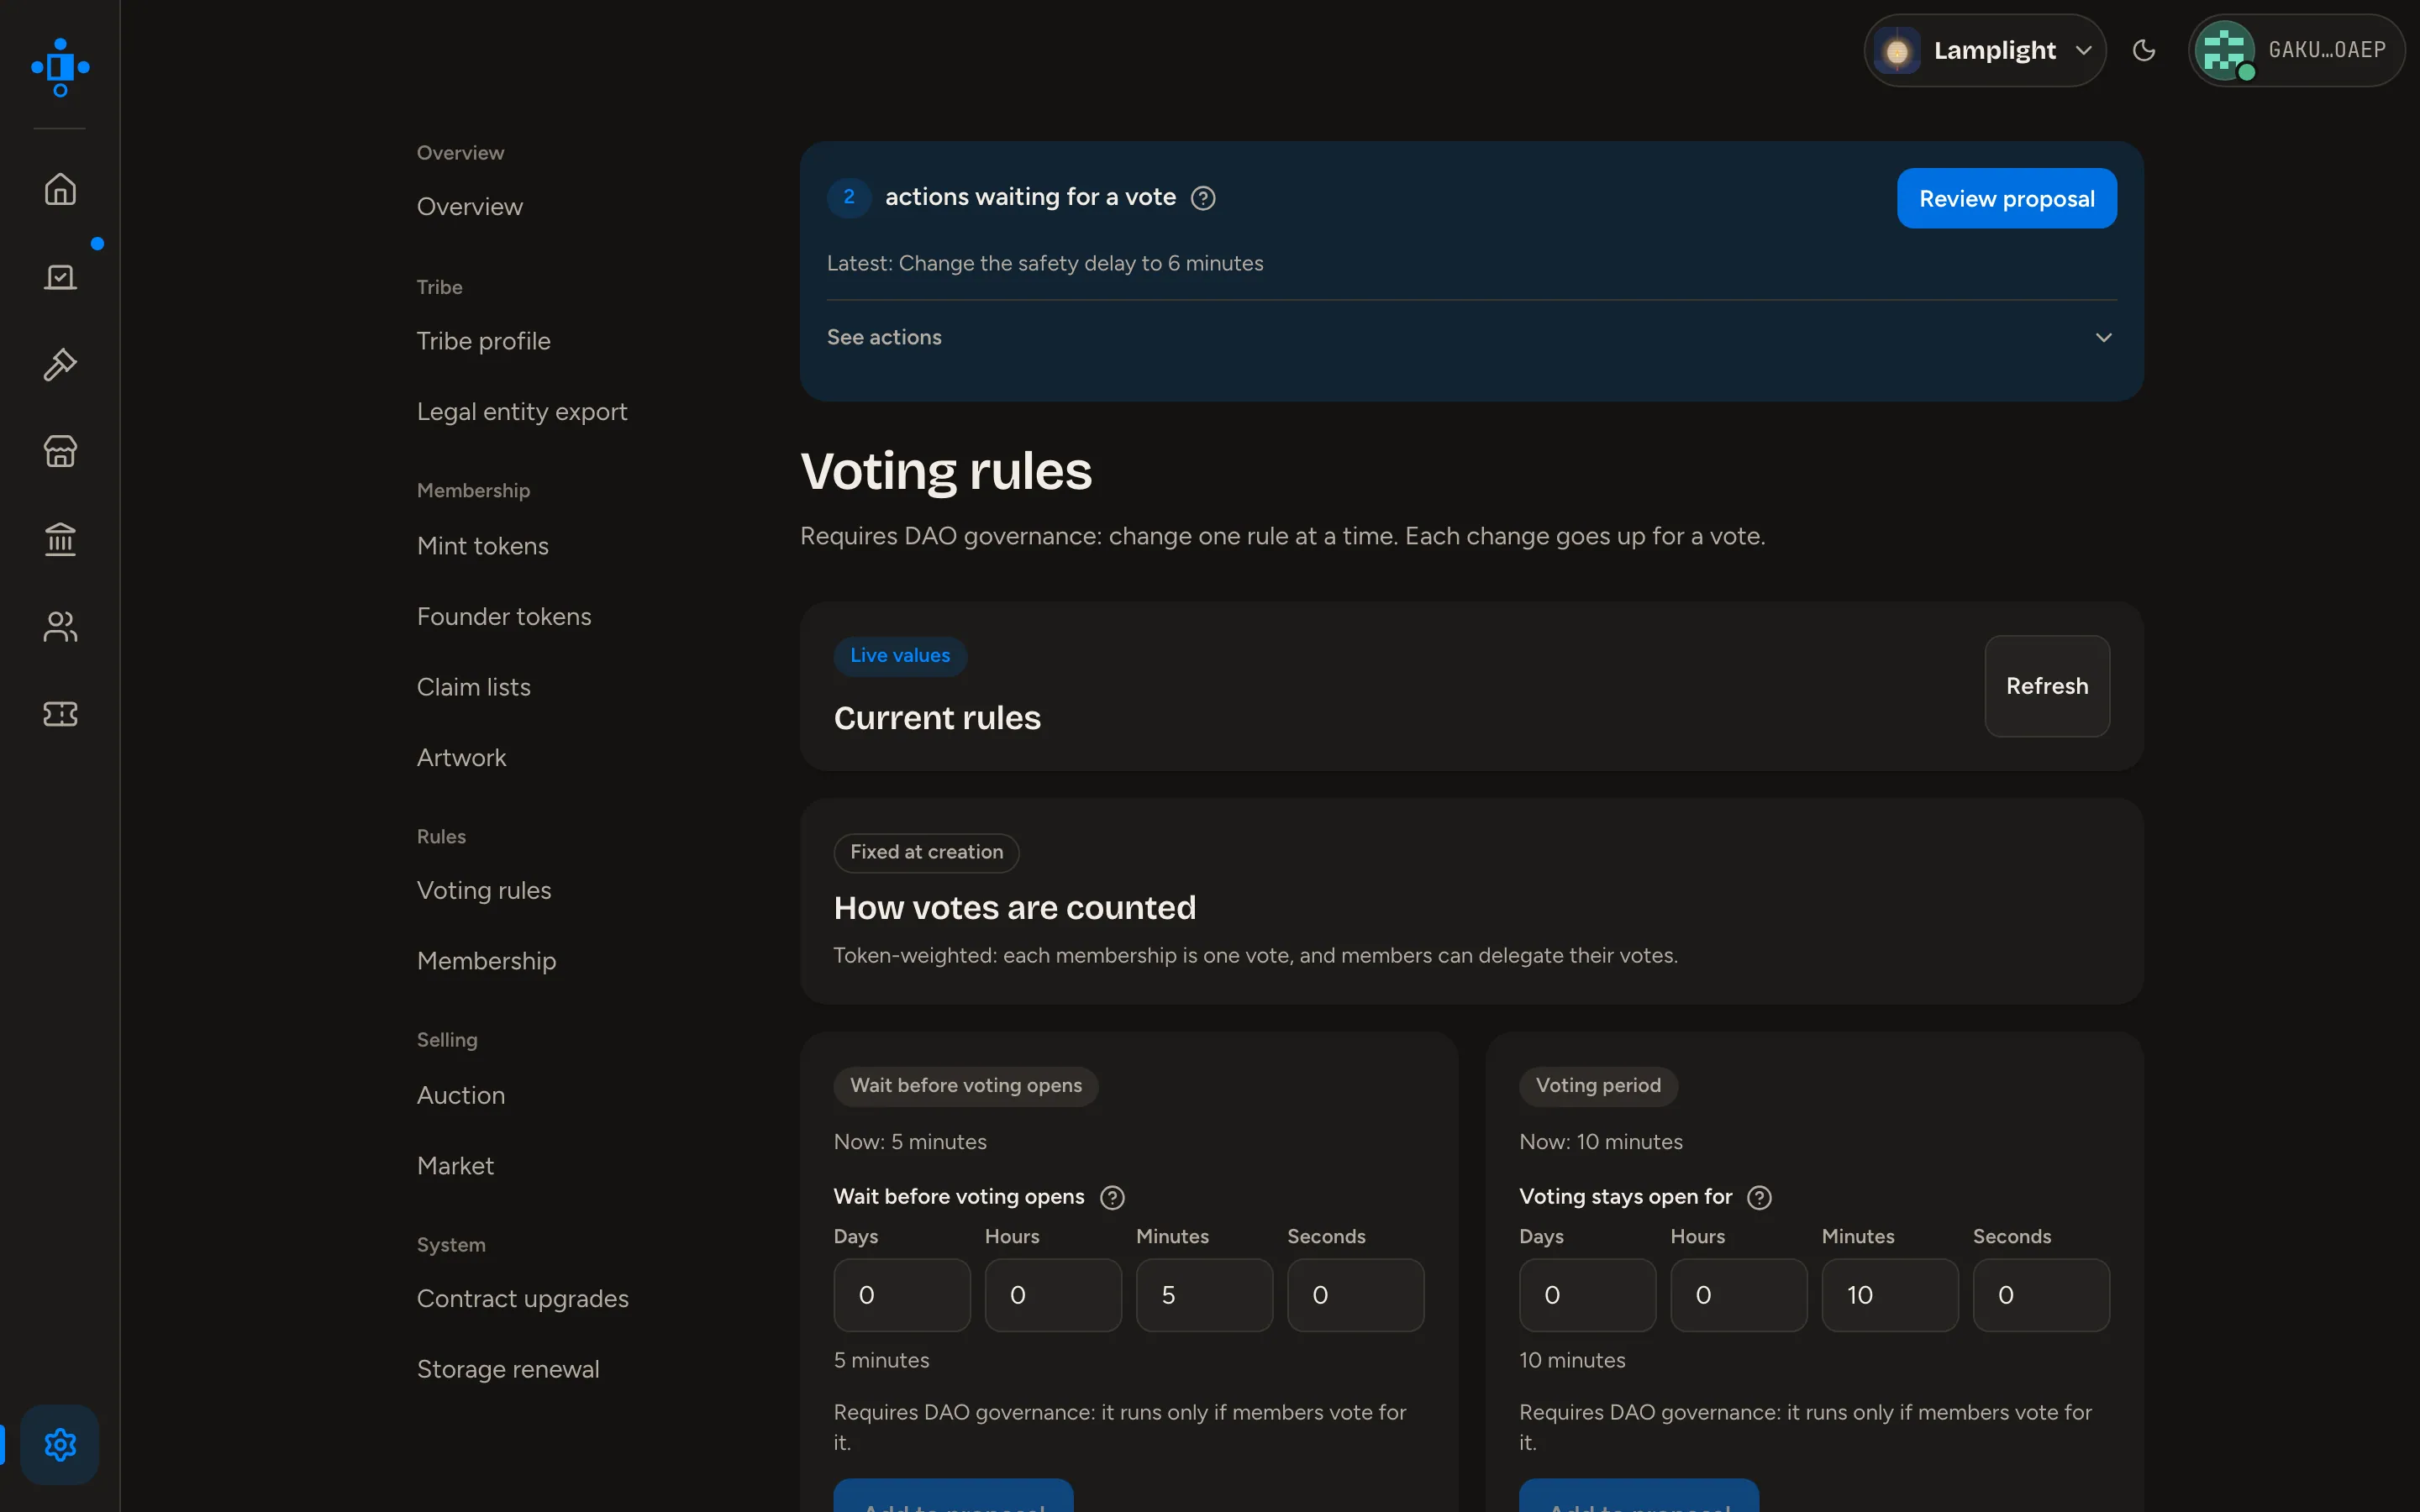 Lamplight
GAKU...OAEP
Overview
Overview
Tribe
Tribe profile
Legal entity export
Membership
Mint tokens
Founder tokens
Claim lists
Artwork
Rules
Voting rules
Membership
Selling
Auction
Market
System
Contract upgrades
Storage renewal
2 actions waiting for a vote ?
Review proposal
Latest: Change the safety delay to 6 minutes
See actions
Voting rules
Requires DAO governance: change one rule at a time. Each change goes up for a vote.
Live values
Current rules
Refresh
Fixed at creation
How votes are counted
Token-weighted: each membership is one vote, and members can delegate their votes.
Wait before voting opens
Now: 5 minutes
Wait before voting opens ?
Days Hours Minutes Seconds
0 0 5 0
5 minutes
Requires DAO governance: it runs only if members vote for
it.
Add to proposal
Voting period
Now: 10 minutes
Voting stays open for ?
Days Hours Minutes Seconds
0 0 10 0
10 minutes
Requires DAO governance: it runs only if members vote for
it.
Add to proposal